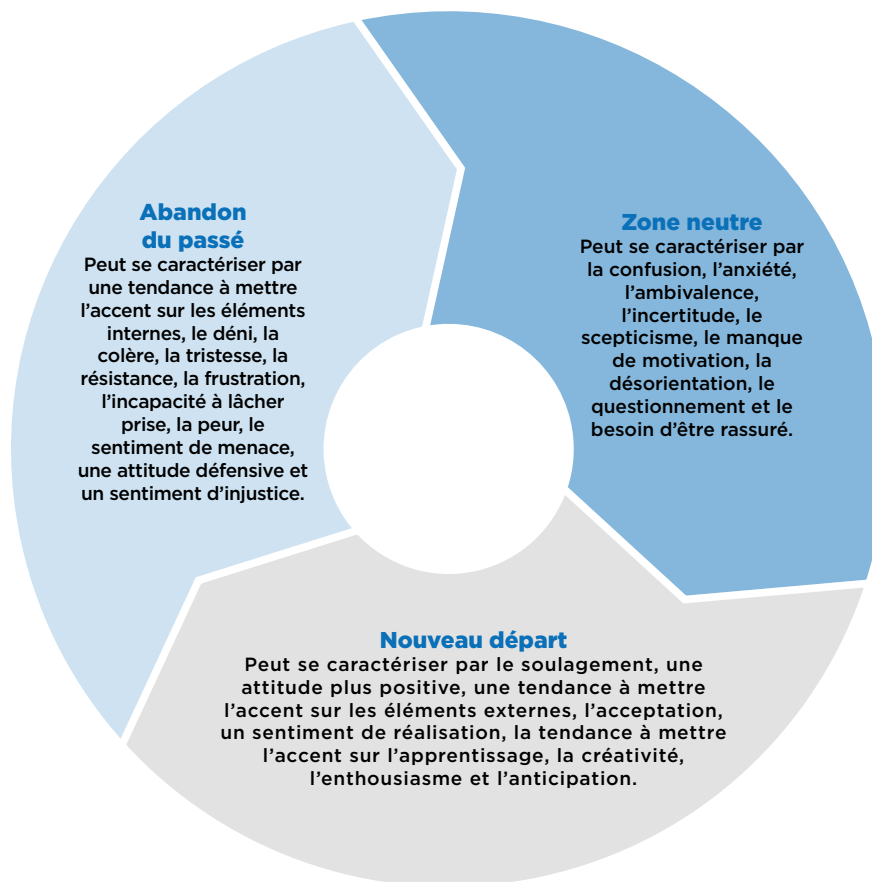 Abandon
du passé
Peut se caractériser par
une tendance à mettre
l’accent sur les éléments
internes, le déni, la
colère, la tristesse, la
résistance, la frustration,
l’incapacité à lâcher
prise, la peur, le
sentiment de menace,
une attitude défensive et
un sentiment d’injustice.
Zone neutre
Peut se caractériser par
la confusion, l’anxiété,
l’ambivalence,
l’incertitude, le
scepticisme, le manque
de motivation, la
désorientation, le
questionnement et le
besoin d’être rassuré.
Nouveau départ
Peut se caractériser par le soulagement, une
attitude plus positive, une tendance à mettre
l’accent sur les éléments externes, l’acceptation,
un sentiment de réalisation, la tendance à mettre
l’accent sur l’apprentissage, la créativité,
l’enthousiasme et l’anticipation.